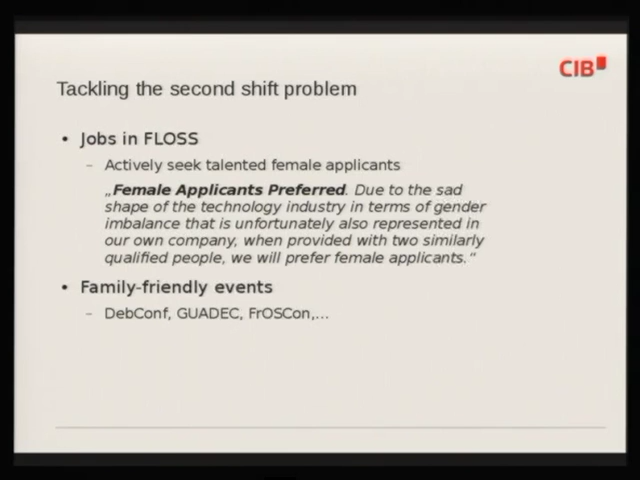 CIB
Tackling the second shift problem
• Jobs in FLOSS
– Actively seek talented female applicants
„Female Applicants Preferred. Due to the sad
shape of the technology industry in terms of gender
imbalance that is unfortunately also represented in
our own company, when provided with two similarly
qualified people, we will prefer female applicants.“
• Family-friendly events
– DebConf, GUADEC, FrOSCon,...